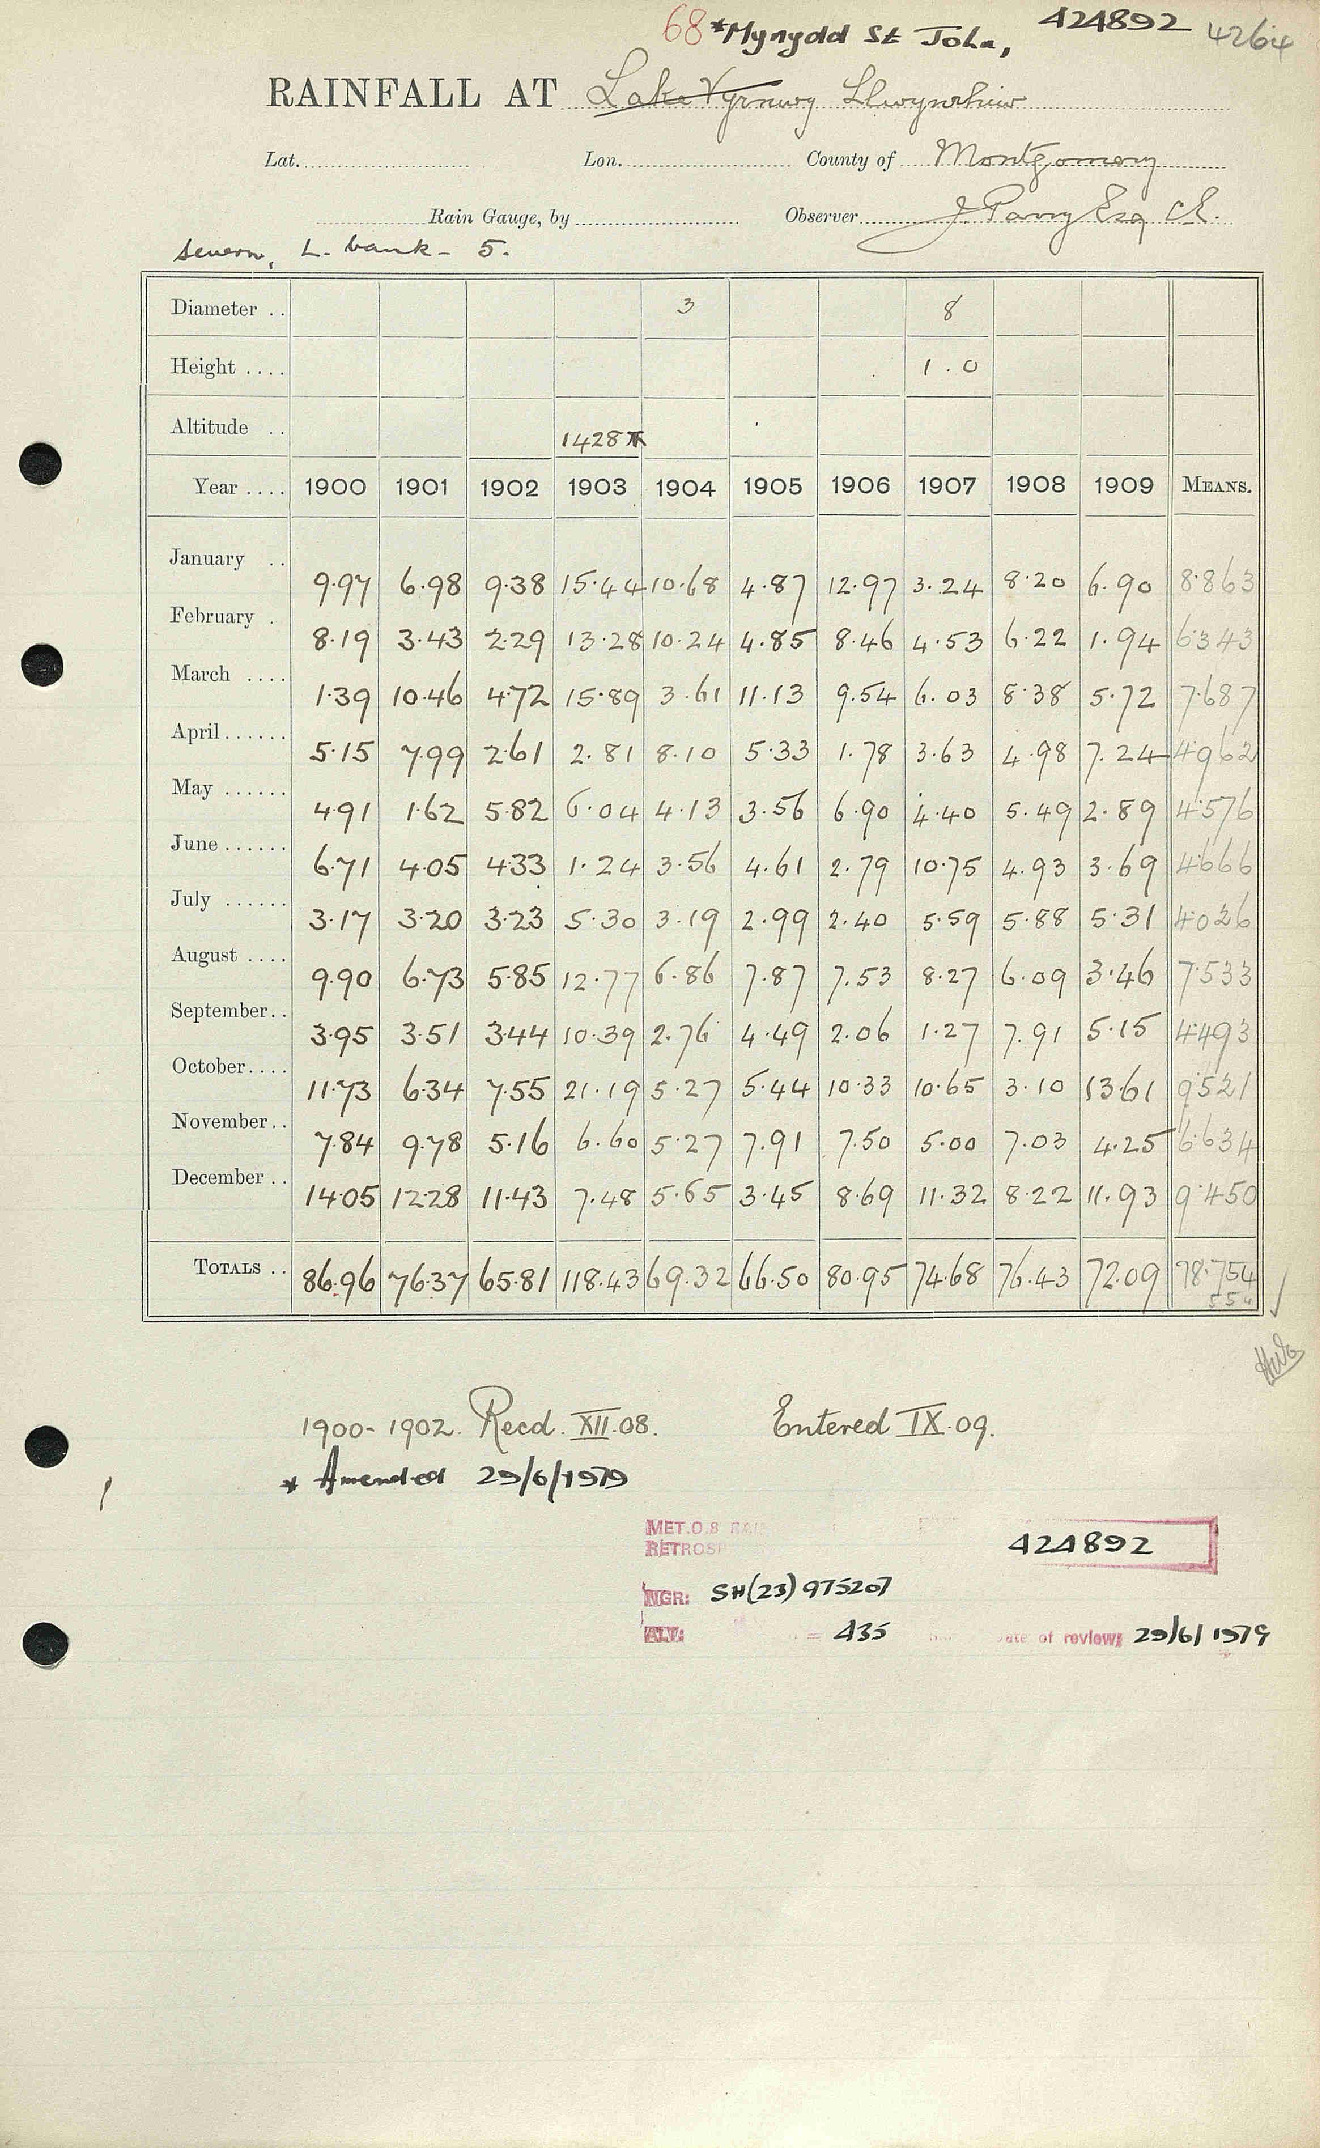 68 *Mynydd St John, 424892 4264
RAINFALL AT Lake Vyrnwy Llwynrhiw
Lat. Lon. County of Montgomery
Rain Gauge, by Observer J Parry Esq CE.
Severn, L. bank - 5.
Diameter .. 3 8
Height .... 1.0
Altitude .. 1428
Year .... 1900 1901 1902 1903 1904 1905 1906 1907 1908 1909 MEANS.
January .. 9.97 6.98 9.38 15.44 10.68 4.87 12.97 3.24 8.20 6.90 8.863
February . 8.19 3.43 2.29 13.28 10.24 4.85 8.46 4.53 6.22 1.94 6.343
March .... 1.39 10.46 4.72 15.89 3.61 11.13 9.54 6.03 8.38 5.72 7.687
April ...... 5.15 7.99 2.61 2.81 8.10 5.33 1.78 3.63 4.98 7.24 4.962
May ...... 4.91 1.62 5.82 6.04 4.13 3.56 6.90 4.40 5.49 2.89 4.576
June ...... 6.71 4.05 4.33 1.24 3.56 4.61 2.79 10.75 4.93 3.69 4.666
July ...... 3.17 3.20 3.23 5.30 3.19 2.99 2.40 5.59 5.88 5.31 4.026
August .... 9.90 6.73 5.85 12.77 6.86 7.87 7.53 8.27 6.09 3.46 7.533
September.. 3.95 3.51 3.44 10.39 2.76 4.49 2.06 1.27 7.91 5.15 4.493
October.... 11.73 6.34 7.55 21.19 5.27 5.44 10.33 10.65 3.10 13.61 9.521
November.. 7.84 9.78 5.16 6.60 5.27 7.91 7.50 5.00 7.03 4.25 6.634
December .. 14.05 12.28 11.43 7.48 5.65 3.45 8.69 11.32 8.22 11.93 9.450
TOTALS .. 86.96 76.37 65.81 118.43 69.32 66.50 80.95 74.68 76.43 72.09 78.754
1900-1902. Recd. XII.08. Entered IX.09.
* Amended 29/6/1979
MET.O.8
424892
NGR: SH(23)975207
ALT: = 435 of review: 29/6/1979